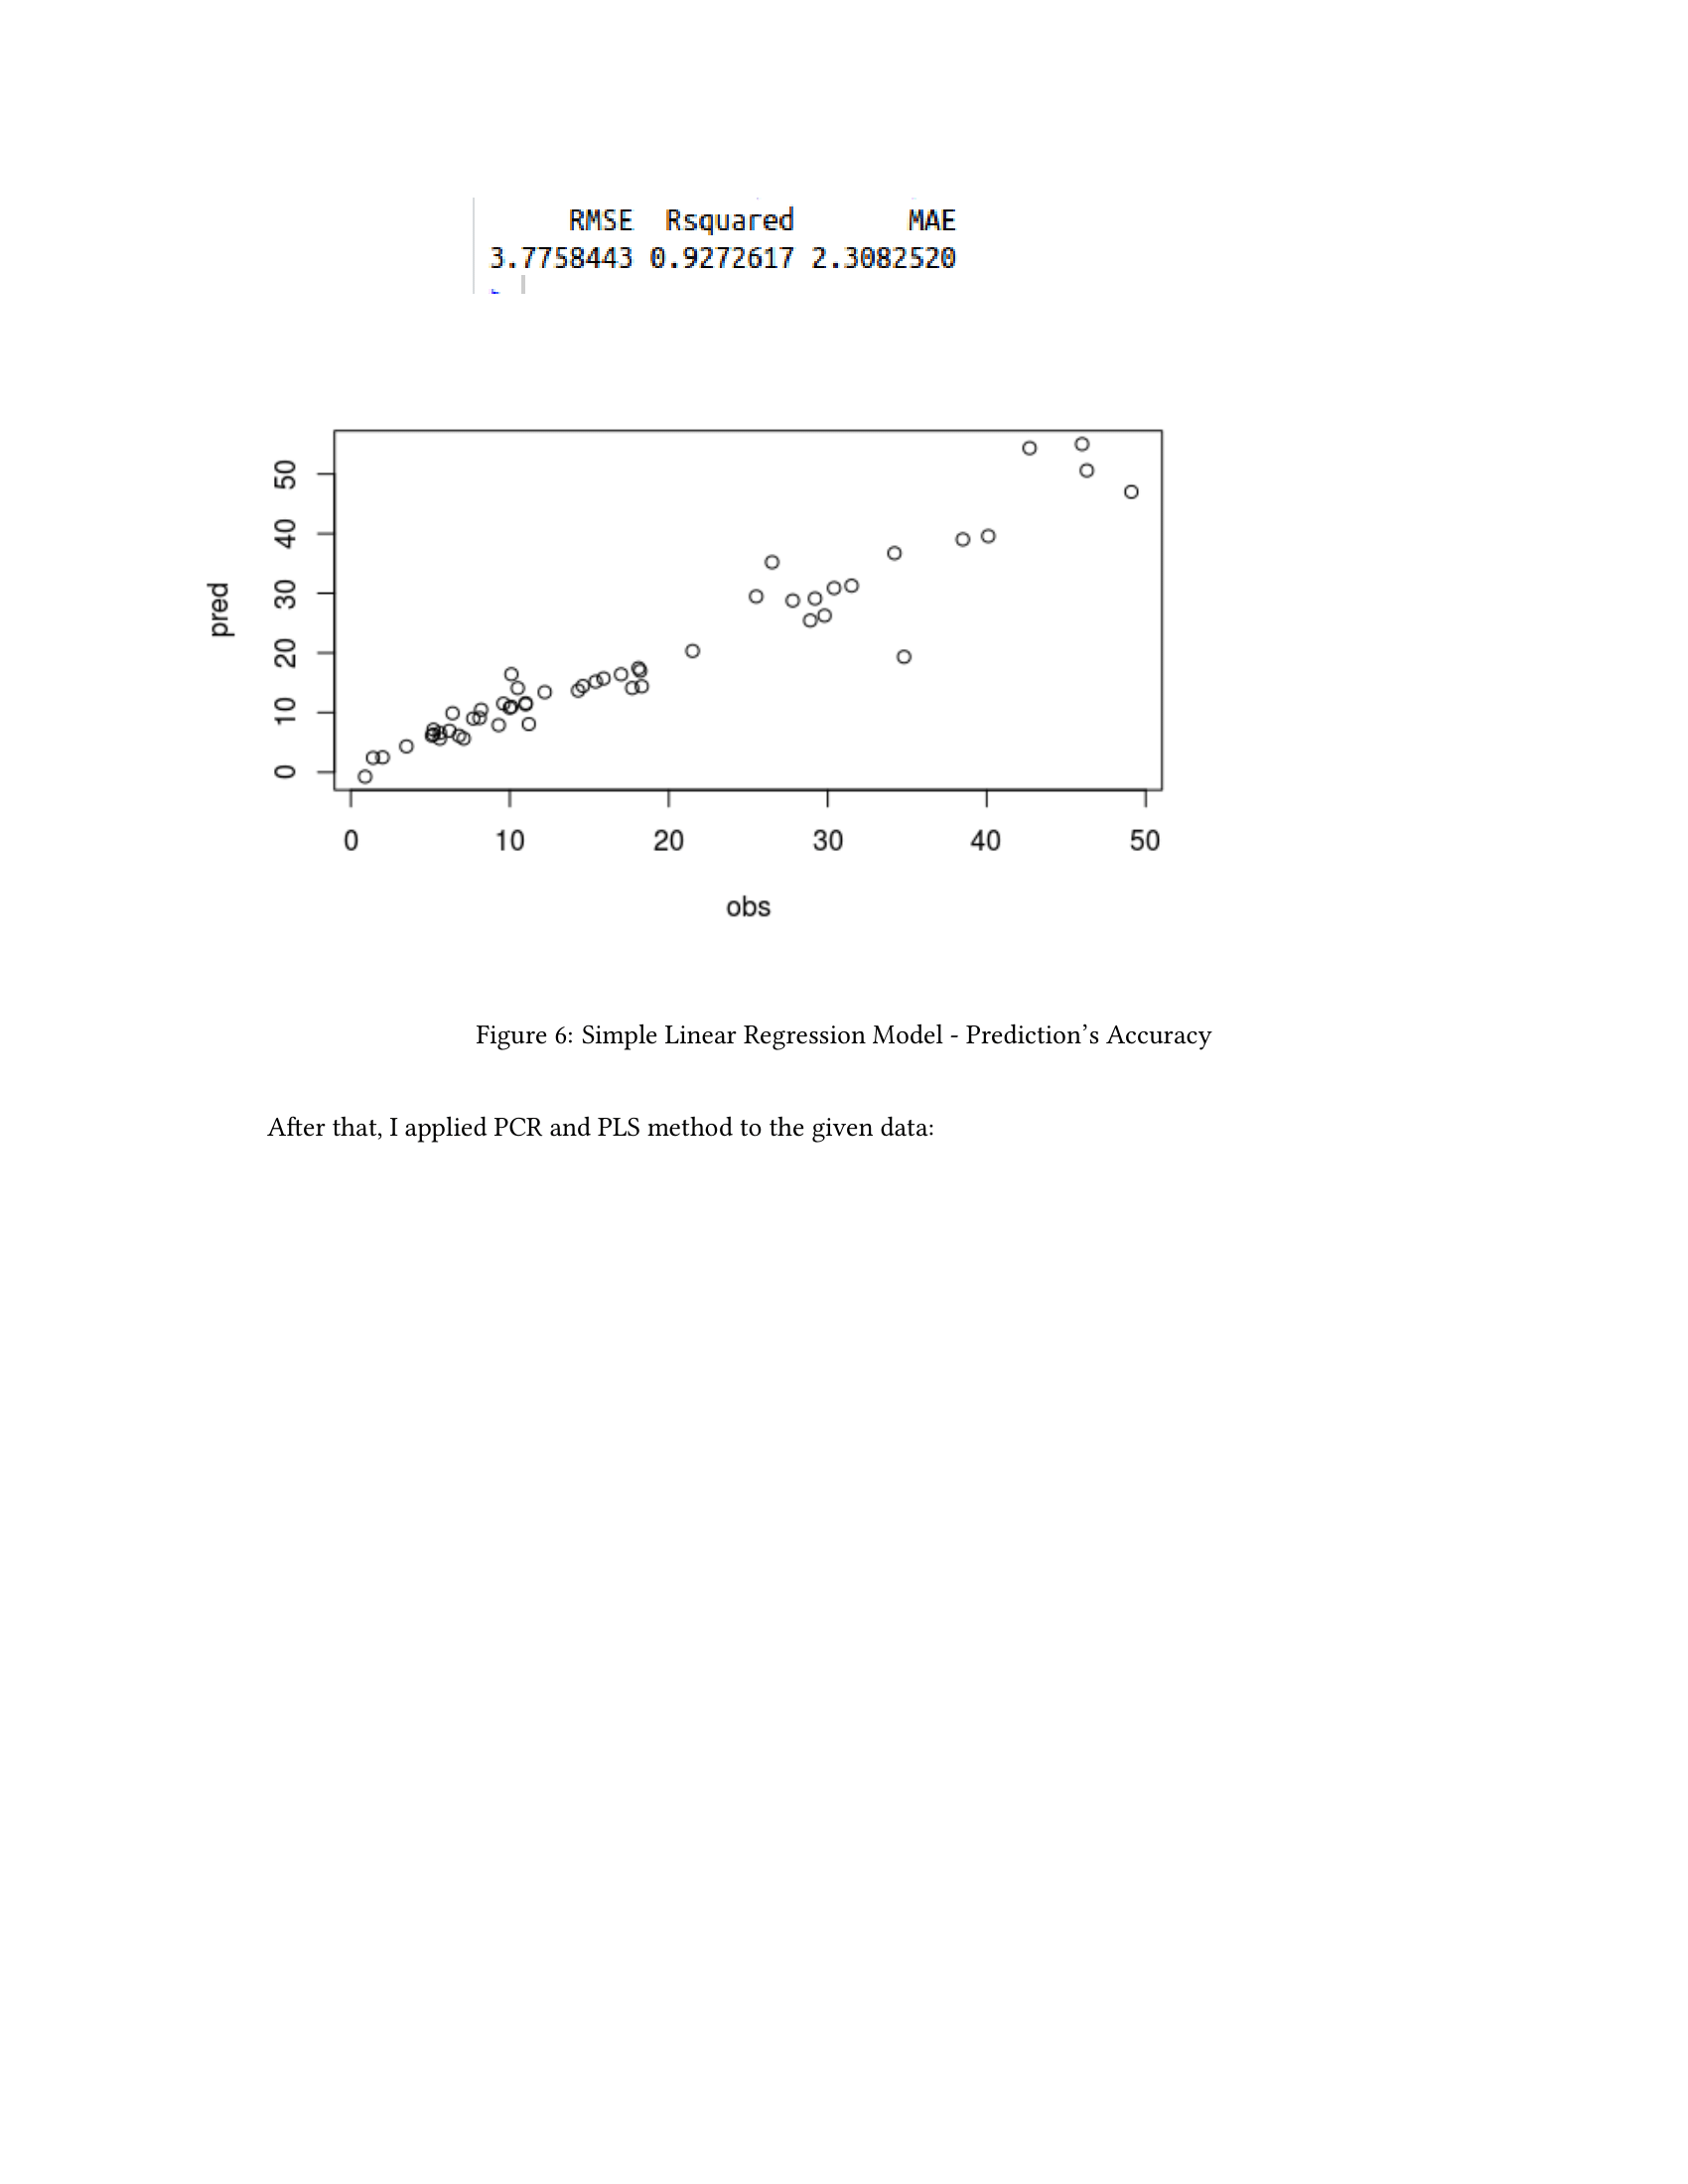 RMSE Rsquared MAE
3.7758443 0.9272617 2.3082520
pred
50
40
30
20
10
0
0 10 20 30 40 50
obs
Figure 6: Simple Linear Regression Model - Prediction’s Accuracy
After that, I applied PCR and PLS method to the given data: